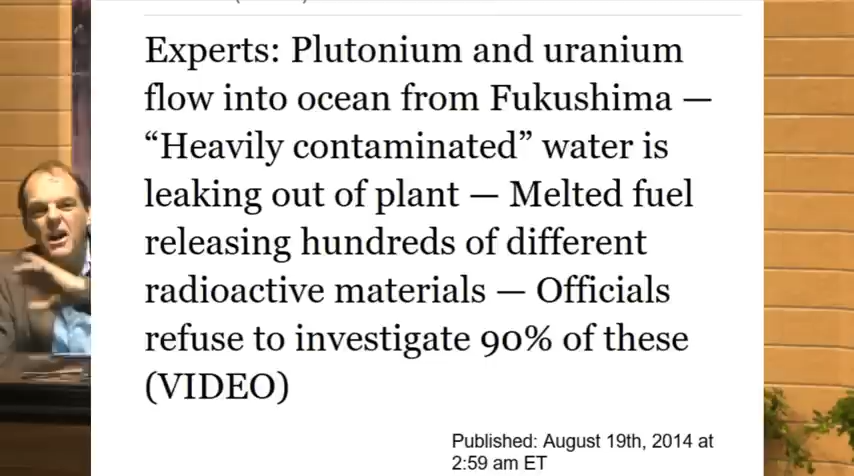 Experts: Plutonium and uranium
flow into ocean from Fukushima —
“Heavily contaminated” water is
leaking out of plant — Melted fuel
releasing hundreds of different
radioactive materials — Officials
refuse to investigate 90% of these
(VIDEO)
Published: August 19th, 2014 at
2:59 am ET